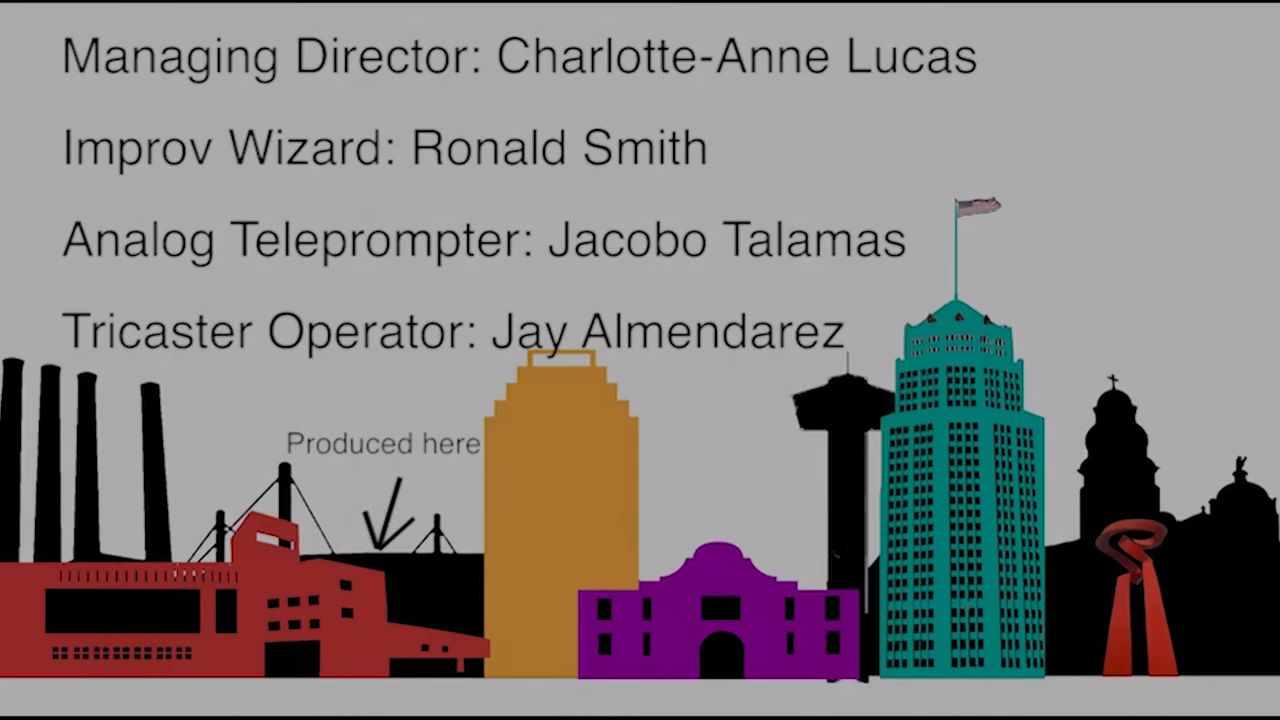 Managing Director: Charlotte-Anne Lucas
Improv Wizard: Ronald Smith
Analog Teleprompter: Jacobo Talamas
Tricaster Operator: Jay Almendarez
Produced here